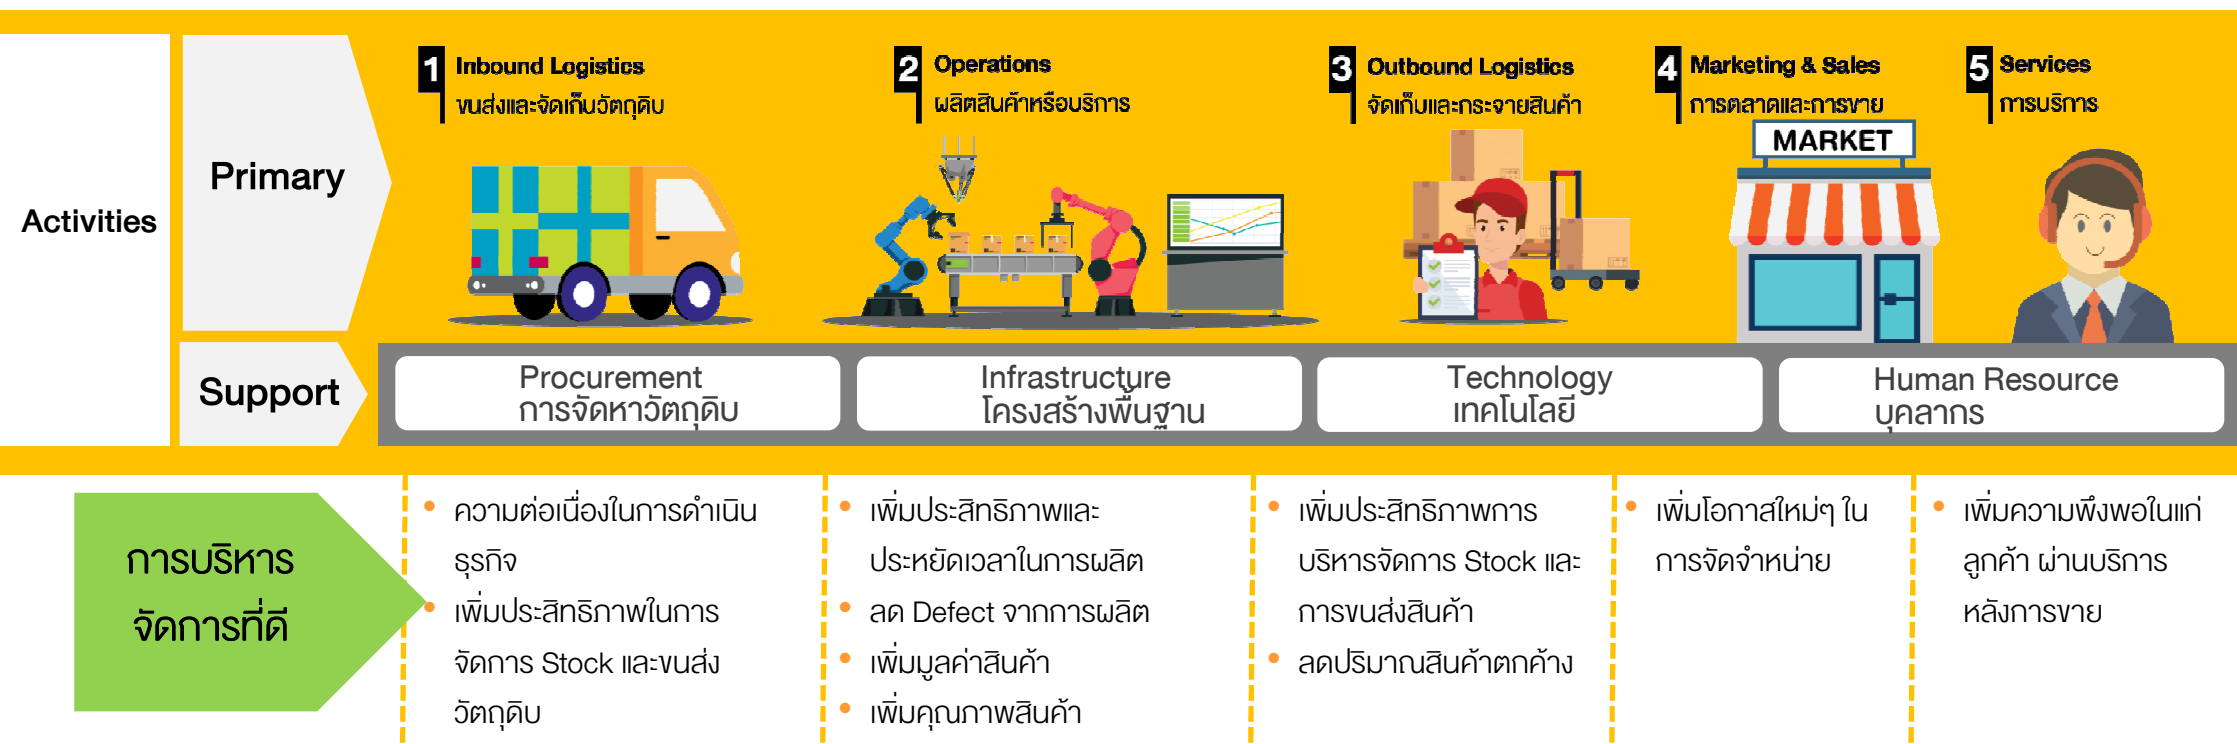 Activities
Primary
1 Inbound Logistics
ขนส่งและจัดเก็บวัตถุดิบ
2 Operations
ผลิตสินค้าหรือบริการ
3 Outbound Logistics
จัดเก็บและกระจายสินค้า
4 Marketing & Sales
การตลาดและการขาย
MARKET
5 Services
การบริการ
Support
Procurement
การจัดหาวัตถุดิบ
Infrastructure
โครงสร้างพื้นฐาน
Technology
เทคโนโลยี
Human Resource
บุคลากร
การบริหาร
จัดการที่ดี
• ความต่อเนื่องในการดำเนิน
ธุรกิจ
• เพิ่มประสิทธิภาพในการ
จัดการ Stock และขนส่ง
วัตถุดิบ
• เพิ่มประสิทธิภาพและ
ประหยัดเวลาในการผลิต
• ลด Defect จากการผลิต
• เพิ่มมูลค่าสินค้า
• เพิ่มคุณภาพสินค้า
• เพิ่มประสิทธิภาพการ
บริหารจัดการ Stock และ
การขนส่งสินค้า
• ลดปริมาณสินค้าตกค้าง
• เพิ่มโอกาสใหม่ๆ ใน
การจัดจำหน่าย
• เพิ่มความพึงพอในแก่
ลูกค้า ผ่านบริการ
หลังการขาย